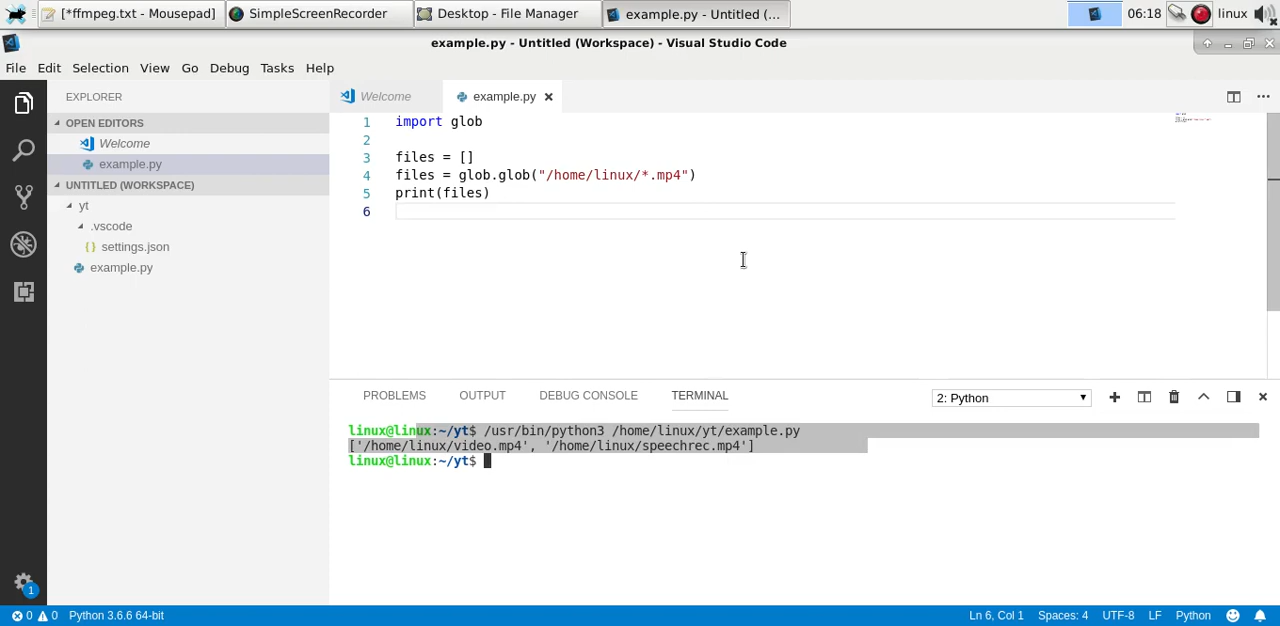 [*ffmpeg.txt - Mousepad]
SimpleScreenRecorder
Desktop - File Manager
example.py - Untitled (...
06:18
linux
example.py - Untitled (Workspace) - Visual Studio Code
File Edit Selection View Go Debug Tasks Help
EXPLORER
OPEN EDITORS
Welcome
example.py
UNTITLED (WORKSPACE)
yt
.vscode
{} settings.json
example.py
1
Welcome
example.py
1 import glob
2
3 files = []
4 files = glob.glob("/home/linux/*.mp4")
5 print(files)
6
PROBLEMS OUTPUT DEBUG CONSOLE TERMINAL
2: Python
linux@linux:~/yt$ /usr/bin/python3 /home/linux/yt/example.py
['/home/linux/video.mp4', '/home/linux/speechrec.mp4']
linux@linux:~/yt$
0 0 Python 3.6.6 64-bit
Ln 6, Col 1 Spaces: 4 UTF-8 LF Python